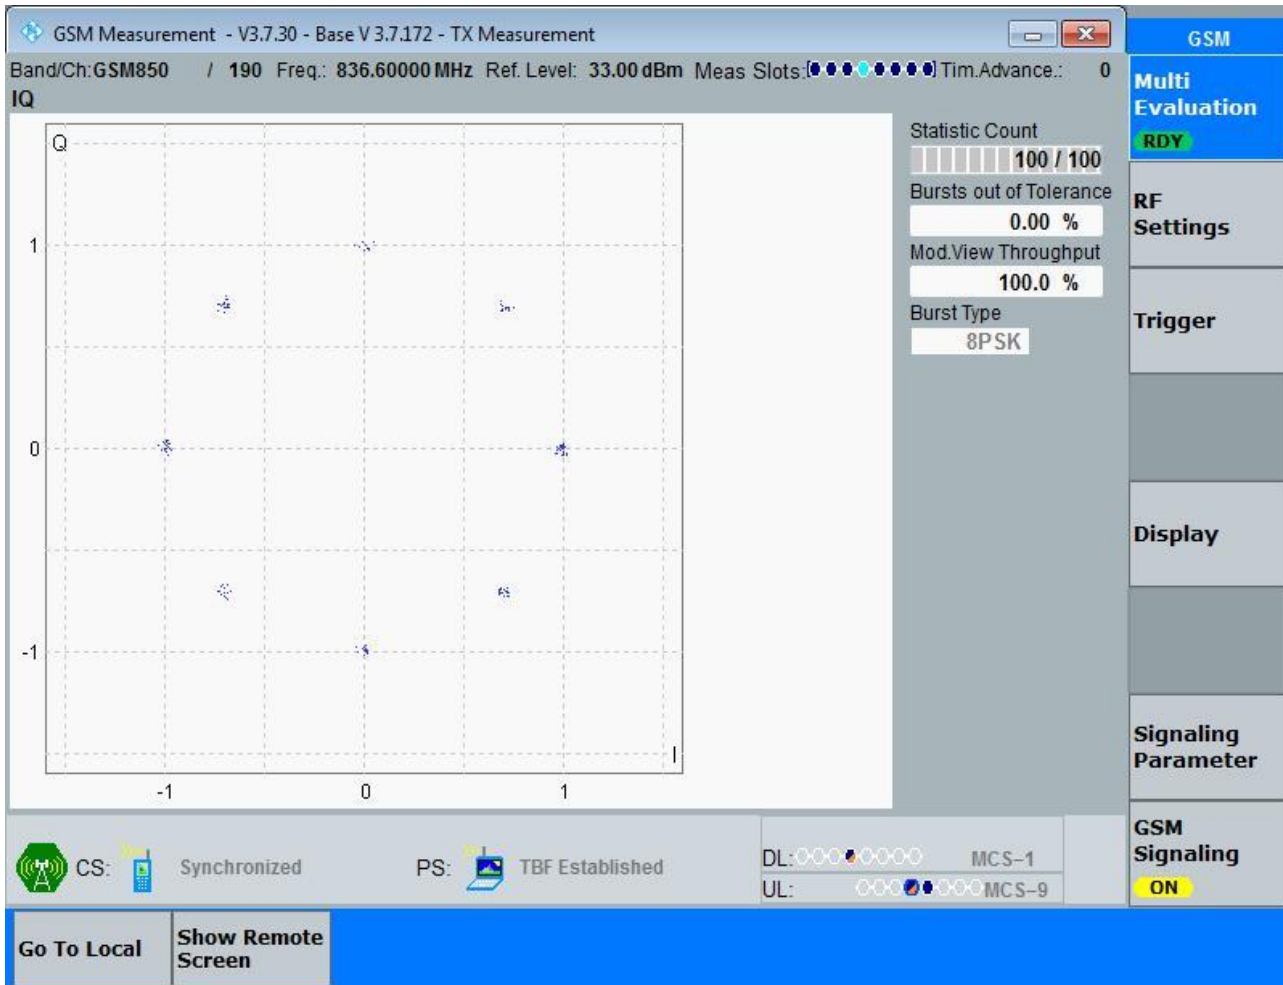 GSM Measurement - V3.7.30 - Base V 3.7.172 - TX Measurement
GSM
Band/Ch:GSM850 / 190 Freq.: 836.60000 MHz Ref. Level: 33.00 dBm Meas Slots: Tim.Advance.: 0
IQ
Multi
Evaluation
RDY
Q
1
0
-1
I
-1 0 1
Statistic Count
100 / 100
Bursts out of Tolerance
0.00 %
Mod.View Throughput
100.0 %
Burst Type
8PSK
RF
Settings
Trigger
Display
Signaling
Parameter
GSM
Signaling
ON
CS: Synchronized PS: TBF Established
DL: MCS-1
UL: MCS-9
Go To Local
Show Remote
Screen